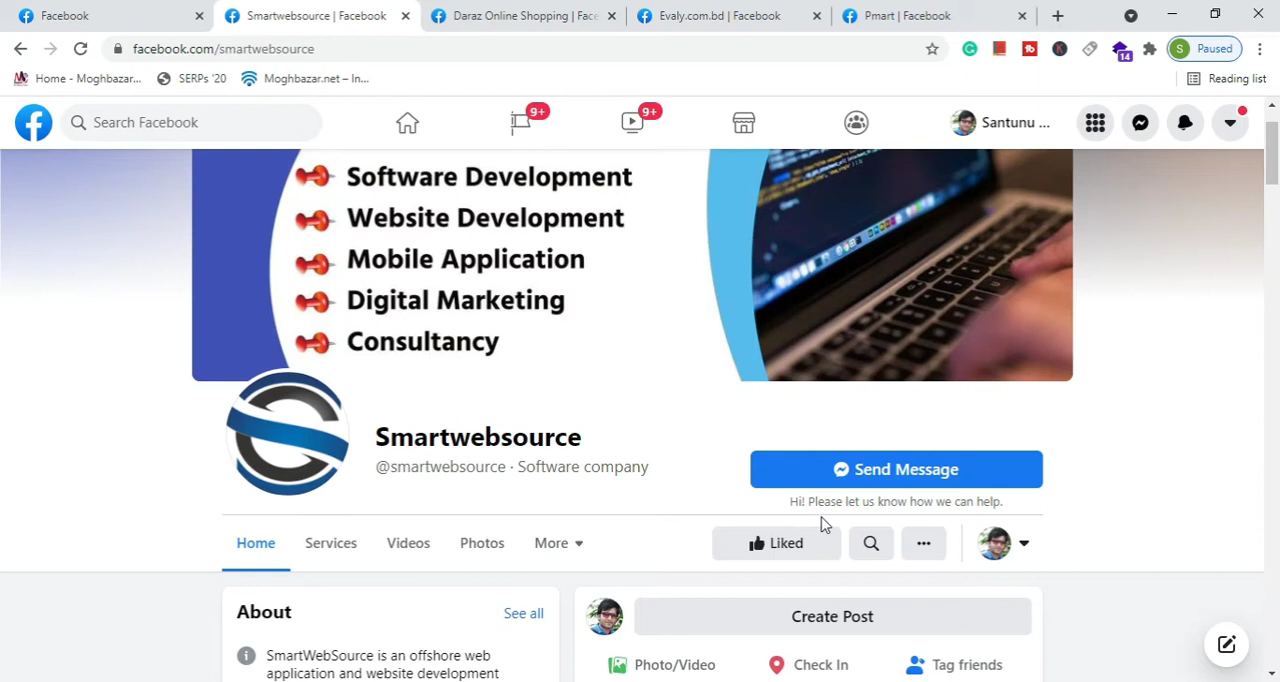 Facebook
Smartwebsource | Facebook
Daraz Online Shopping | Face
Evaly.com.bd | Facebook
Pmart | Facebook
facebook.com/smartwebsource
14
S Paused
Home - Moghbazar...
SERPs '20
Moghbazar.net – In...
Reading list
Search Facebook
9+
9+
Santunu ...
Software Development
Website Development
Mobile Application
Digital Marketing
Consultancy
Smartwebsource
@smartwebsource · Software company
Send Message
Hi! Please let us know how we can help.
Home
Services
Videos
Photos
More
Liked
About
See all
SmartWebSource is an offshore web
application and website development
Create Post
Photo/Video
Check In
Tag friends